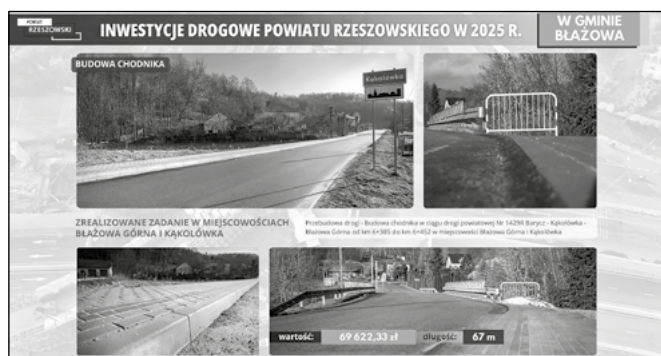 POWIAT
RZESZOWSKI
INWESTYCJE DROGOWE POWIATU RZESZOWSKIEGO W 2025 R.
W GMINIE
BŁAŻOWA
BUDOWA CHODNIKA
Kąkolówka
ZREALIZOWANE ZADANIE W MIEJSCOWOŚCIACH
BŁAŻOWA GÓRNA I KĄKOLÓWKA
Przebudowa drogi - Budowa chodnika w ciągu drogi powiatowej Nr 1429R Barycz - Kąkolówka -
Błażowa Górna od km 6+385 do km 6+452 w miejscowości Błażowa Górna i Kąkolówka
wartość: 69 622,33 zł długość: 67 m